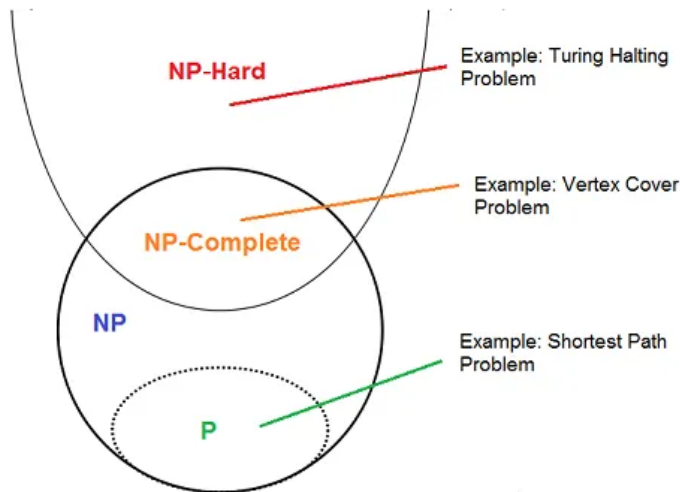 NP-Hard
Example: Turing Halting
Problem
Example: Vertex Cover
Problem
NP-Complete
NP
Example: Shortest Path
Problem
P